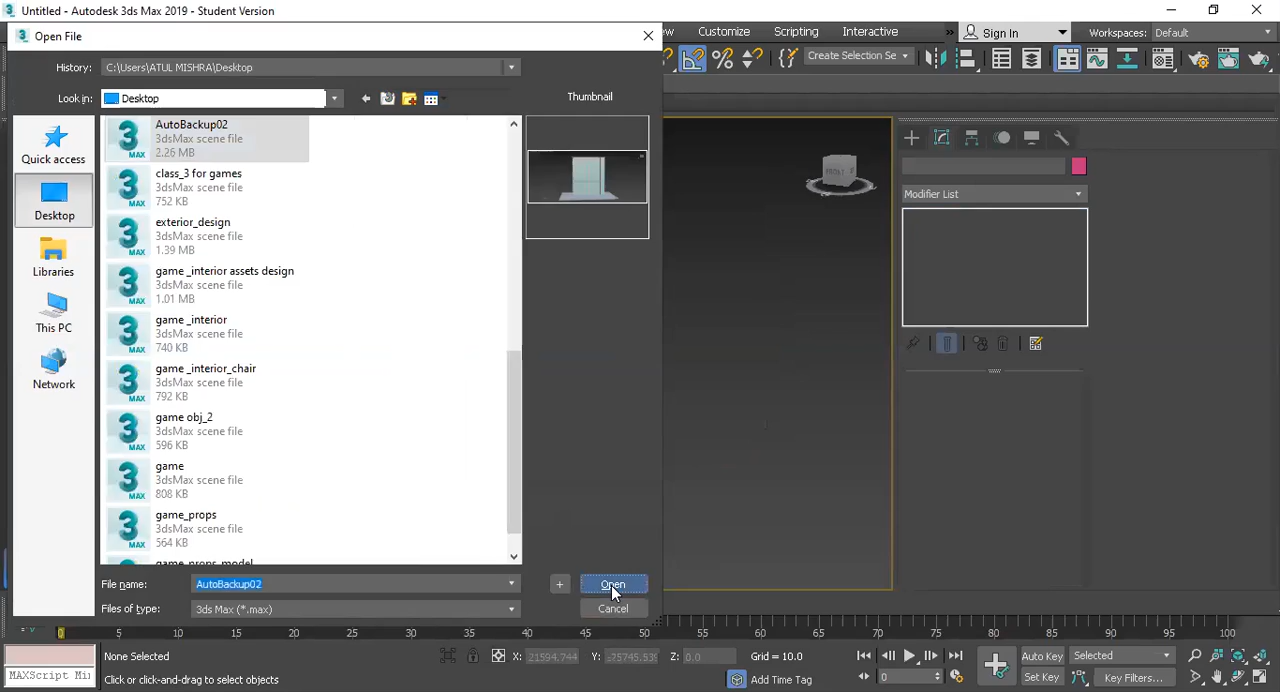 Untitled - Autodesk 3ds Max 2019 - Student Version
Open File
Customize
Scripting
Interactive
Sign In
Workspaces: Default
History: C:\Users\ATUL MISHRA\Desktop
Create Selection Se
Look in: Desktop
Thumbnail
Quick access
Desktop
Libraries
This PC
Network
AutoBackup02
3dsMax scene file
2.26 MB
class_3 for games
3dsMax scene file
752 KB
exterior_design
3dsMax scene file
1.39 MB
game _interior assets design
3dsMax scene file
1.01 MB
game _interior
3dsMax scene file
740 KB
game _interior_chair
3dsMax scene file
792 KB
game obj_2
3dsMax scene file
596 KB
game
3dsMax scene file
808 KB
game_props
3dsMax scene file
564 KB
game_props_model
Modifier List
File name: AutoBackup02
Open
Files of type: 3ds Max (*.max)
Cancel
0 5 10 15 20 25 30 35 40 45 50 55 60 65 70 75 80 85 90 95 100
None Selected
X: 21594.744
Y: -25745.539
Z: 0.0
Grid = 10.0
Auto Key
Selected
MAXScript Min
Click or click-and-drag to select objects
Add Time Tag
0
Set Key
Key Filters...